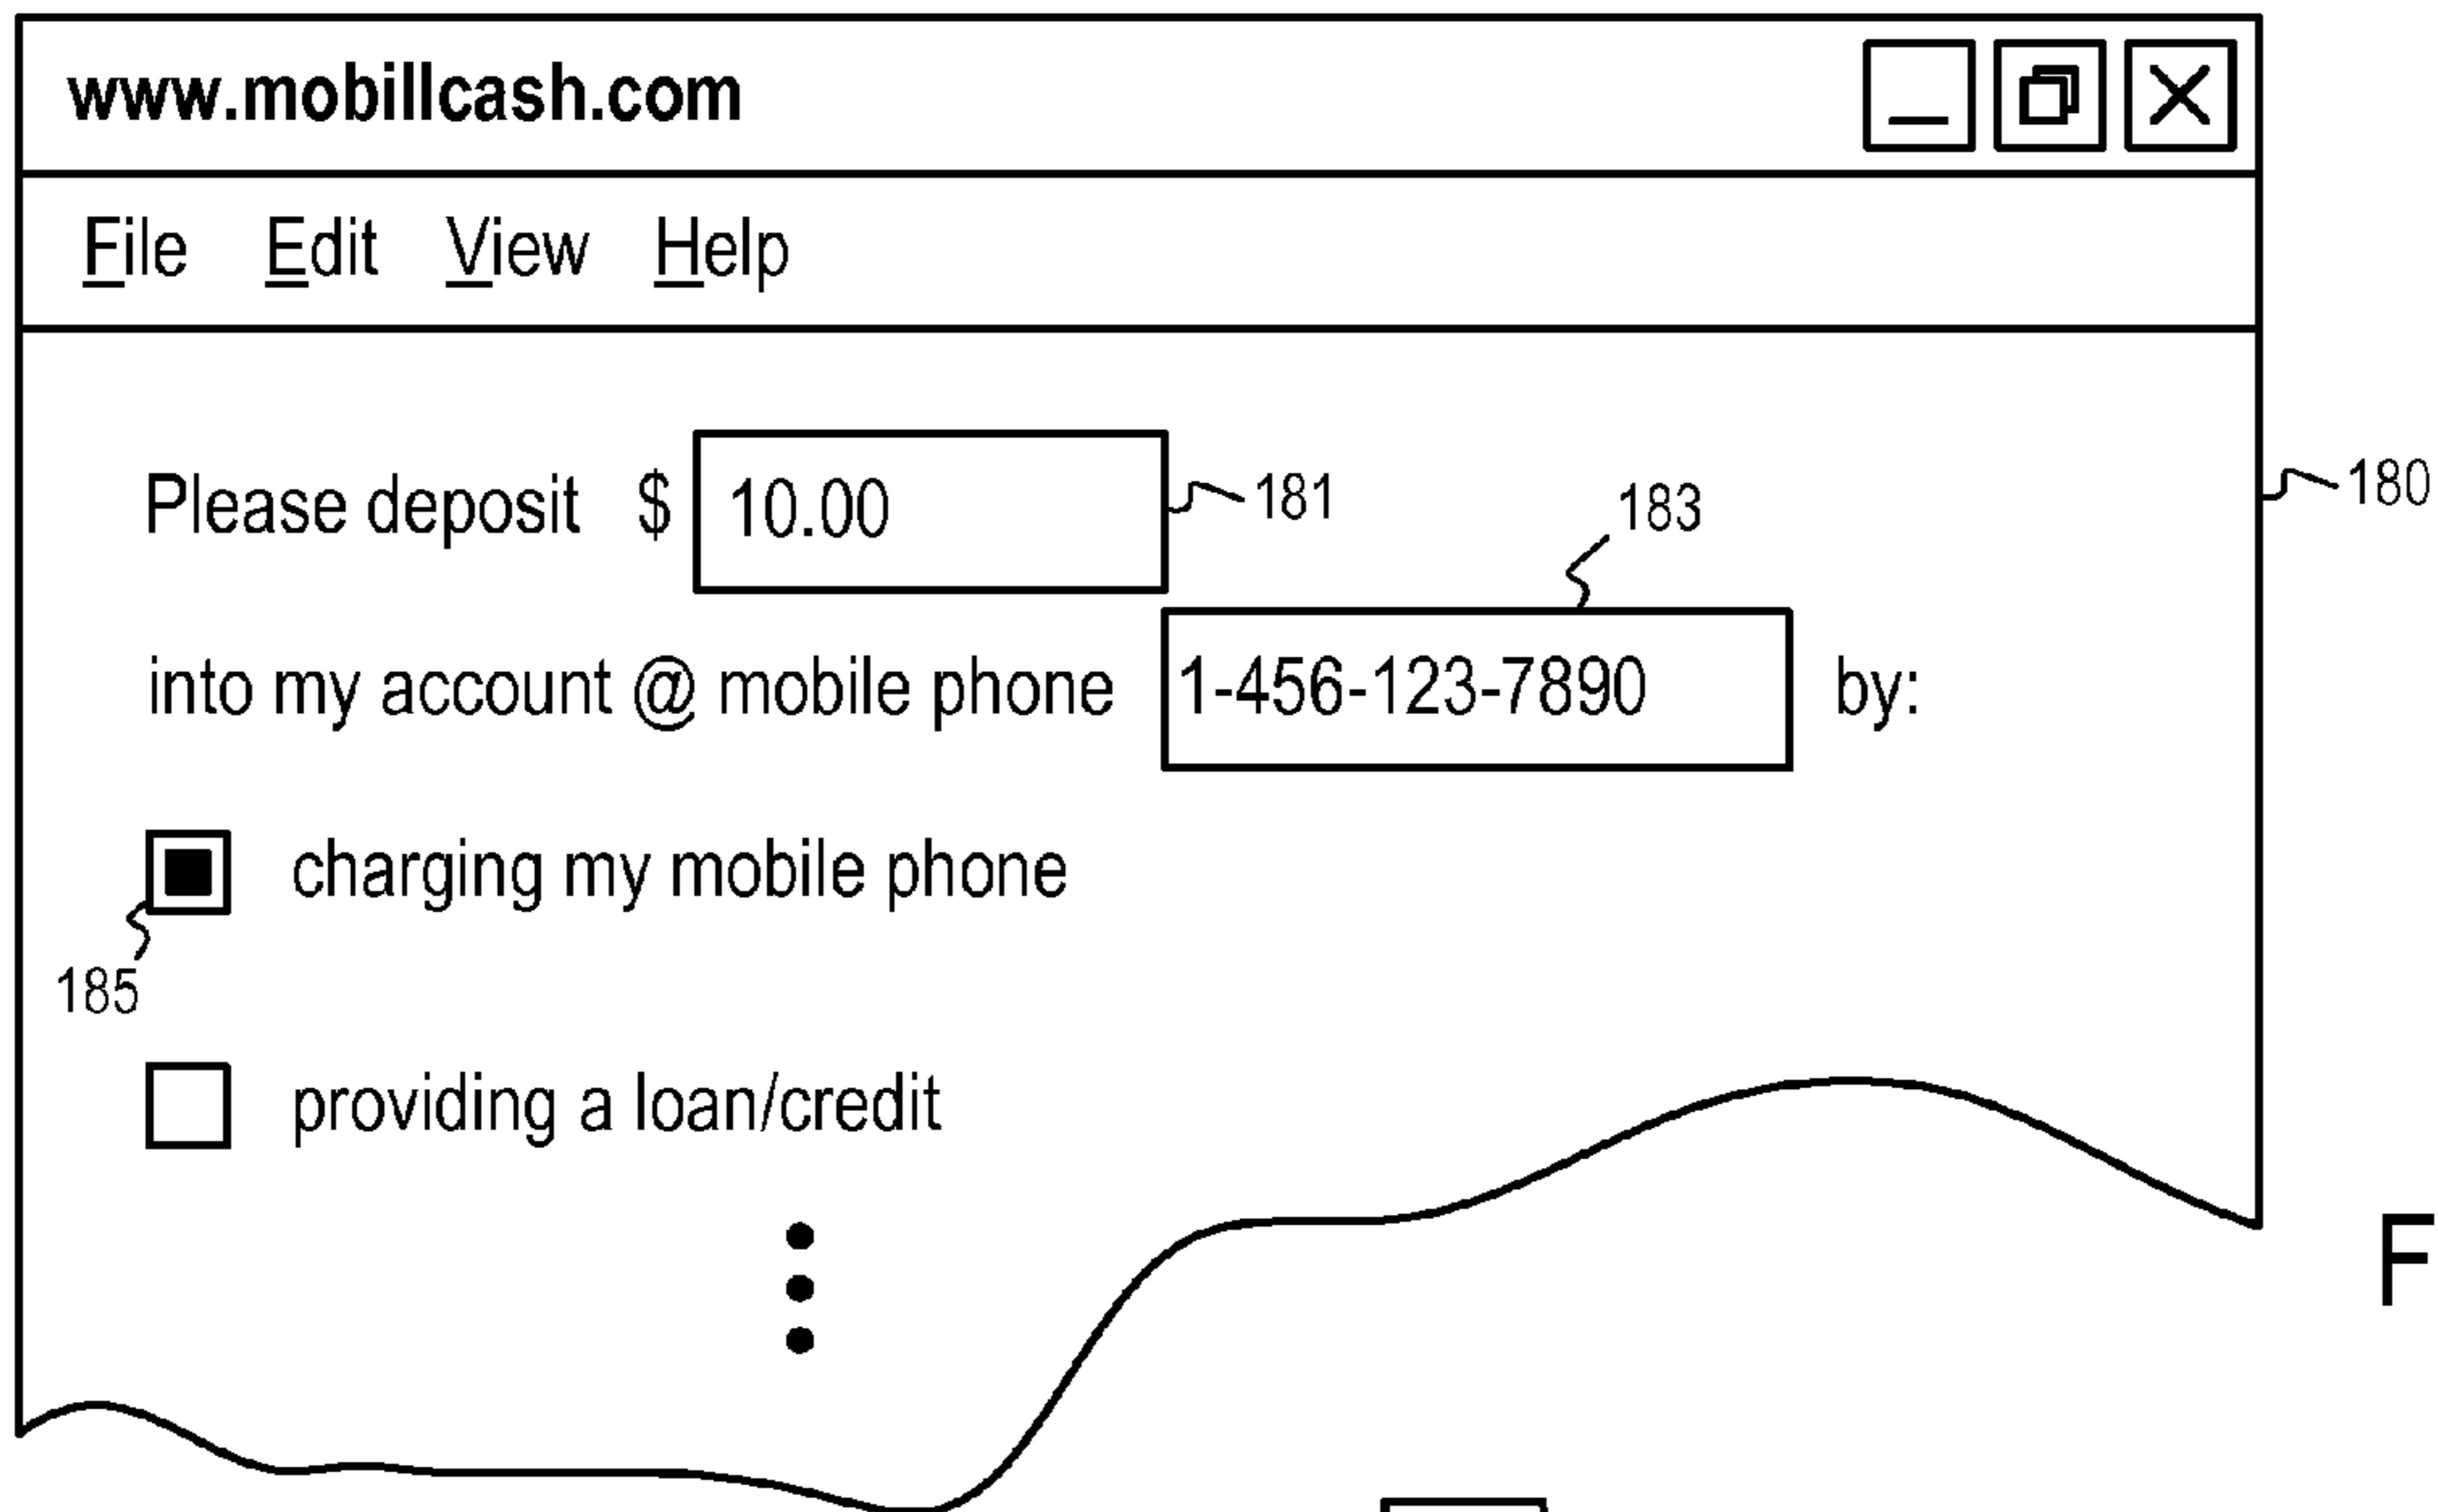 www.mobillcash.com
File Edit View Help
Please deposit $ 10.00 181 180
183
into my account @ mobile phone 1-456-123-7890 by:
charging my mobile phone
185
providing a loan/credit
F